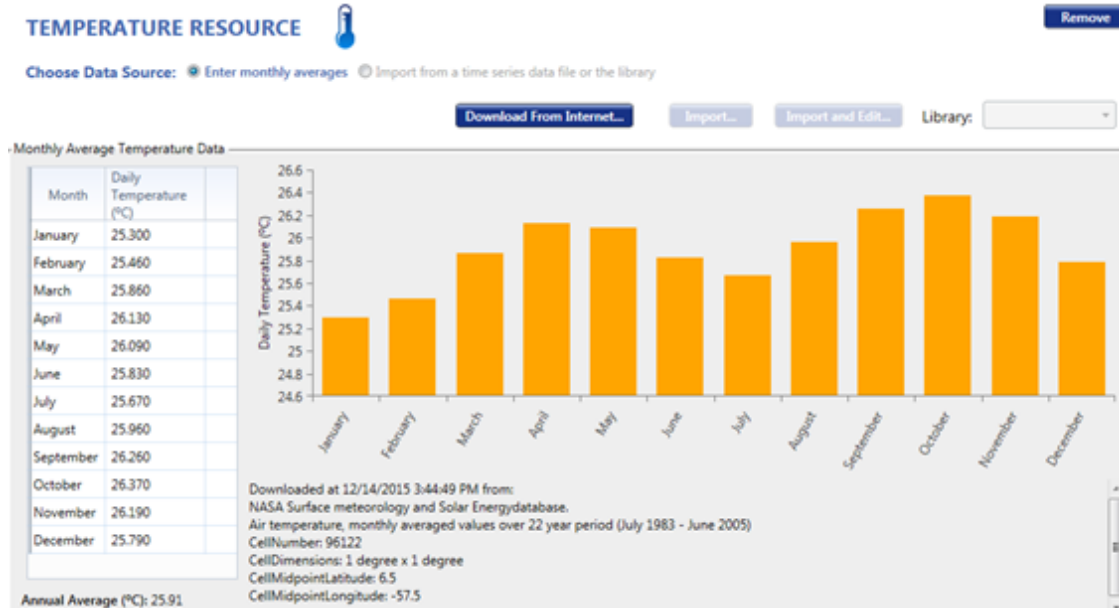 TEMPERATURE RESOURCE
Remove
Choose Data Source: Enter monthly averages Import from a time series data file or the library
Download From Internet... Import... Import and Edit... Library:
Monthly Average Temperature Data
Month Daily Temperature (ºC)
January 25.300
February 25.460
March 25.860
April 26.130
May 26.090
June 25.830
July 25.670
August 25.960
September 26.260
October 26.370
November 26.190
December 25.790
Annual Average (ºC): 25.91
Daily Temperature (ºC)
26.6
26.4
26.2
26
25.8
25.6
25.4
25.2
25
24.8
24.6
January February March April May June July August September October November December
Downloaded at 12/14/2015 3:44:49 PM from:
NASA Surface meteorology and Solar Energydatabase.
Air temperature, monthly averaged values over 22 year period (July 1983 - June 2005)
CellNumber: 96122
CellDimensions: 1 degree x 1 degree
CellMidpointLatitude: 6.5
CellMidpointLongitude: -57.5